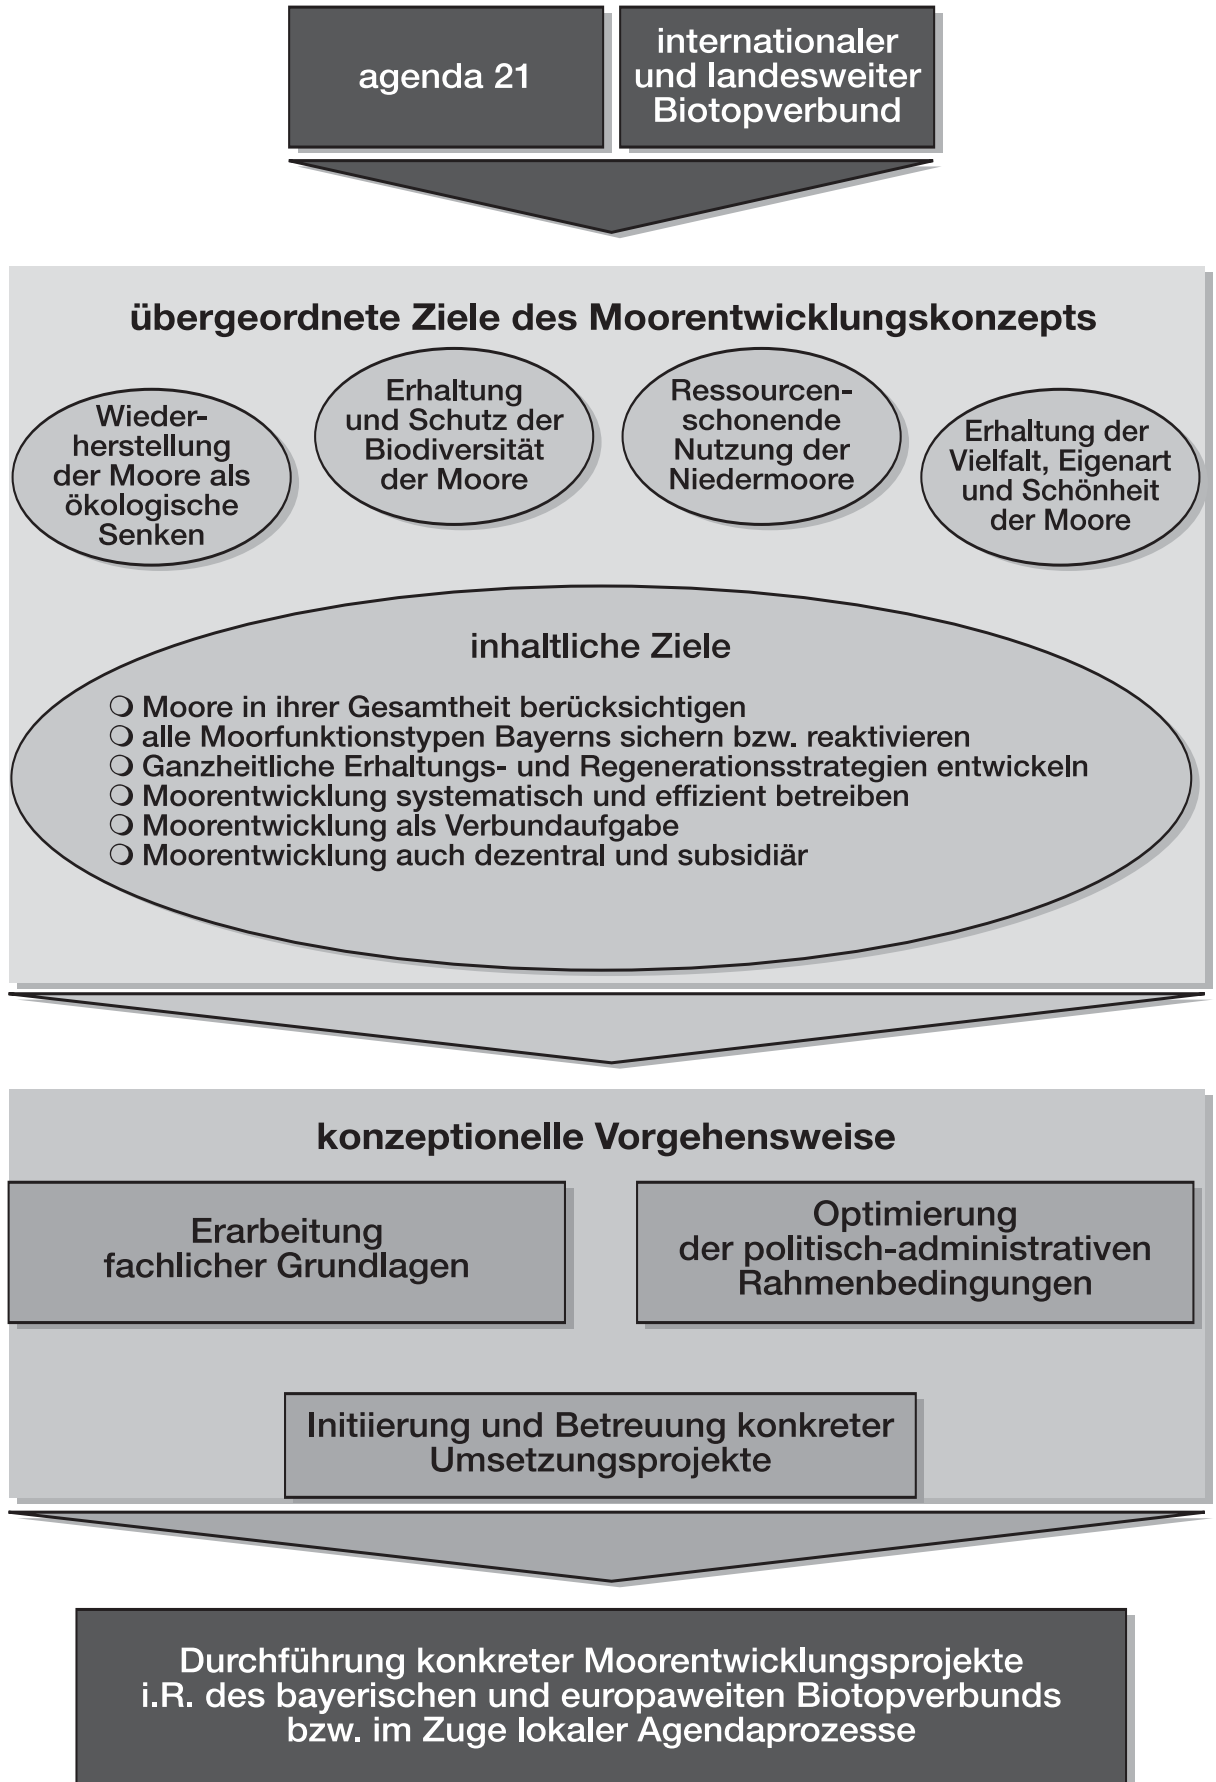 agenda 21
internationaler
und landesweiter
Biotopverbund
übergeordnete Ziele des Moorentwicklungskonzepts
Wieder-
herstellung
der Moore als
ökologische
Senken
Erhaltung
und Schutz der
Biodiversität
der Moore
Ressourcen-
schonende
Nutzung der
Niedermoore
Erhaltung der
Vielfalt, Eigenart
und Schönheit
der Moore
inhaltliche Ziele
❍ Moore in ihrer Gesamtheit berücksichtigen
❍ alle Moorfunktionstypen Bayerns sichern bzw. reaktivieren
❍ Ganzheitliche Erhaltungs- und Regenerationsstrategien entwickeln
❍ Moorentwicklung systematisch und effizient betreiben
❍ Moorentwicklung als Verbundaufgabe
❍ Moorentwicklung auch dezentral und subsidiär
konzeptionelle Vorgehensweise
Erarbeitung
fachlicher Grundlagen
Optimierung
der politisch-administrativen
Rahmenbedingungen
Initiierung und Betreuung konkreter
Umsetzungsprojekte
Durchführung konkreter Moorentwicklungsprojekte
i.R. des bayerischen und europaweiten Biotopverbunds
bzw. im Zuge lokaler Agendaprozesse